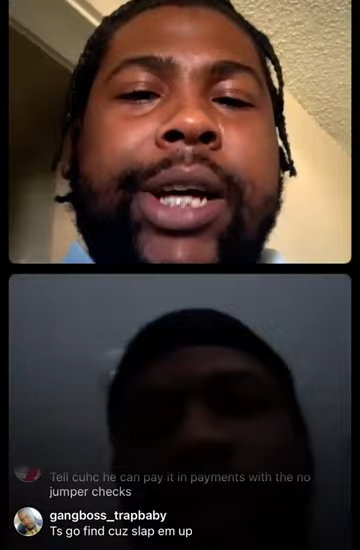 Tell cuhc he can pay it in payments with the no
jumper checks
gangboss_trapbaby
Ts go find cuz slap em up